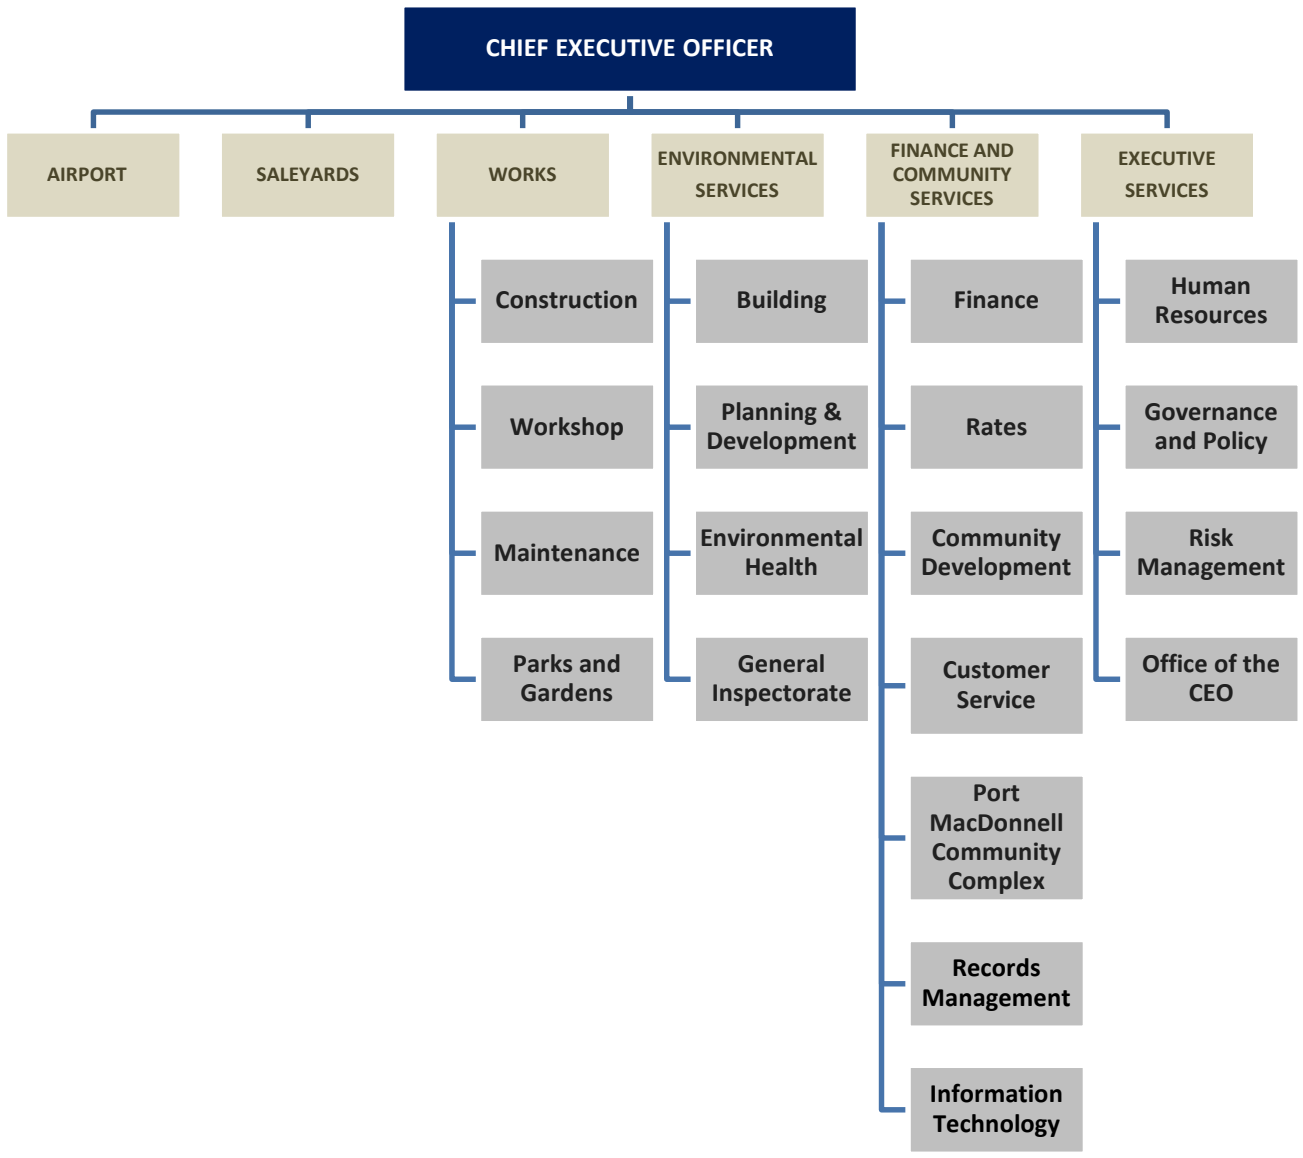 CHIEF EXECUTIVE OFFICER
AIRPORT
SALEYARDS
WORKS
ENVIRONMENTAL
SERVICES
FINANCE AND
COMMUNITY
SERVICES
EXECUTIVE
SERVICES
Construction
Workshop
Maintenance
Parks and
Gardens
Building
Planning &
Development
Environmental
Health
General
Inspectorate
Finance
Rates
Community
Development
Customer
Service
Port
MacDonnell
Community
Complex
Records
Management
Information
Technology
Human
Resources
Governance
and Policy
Risk
Management
Office of the
CEO